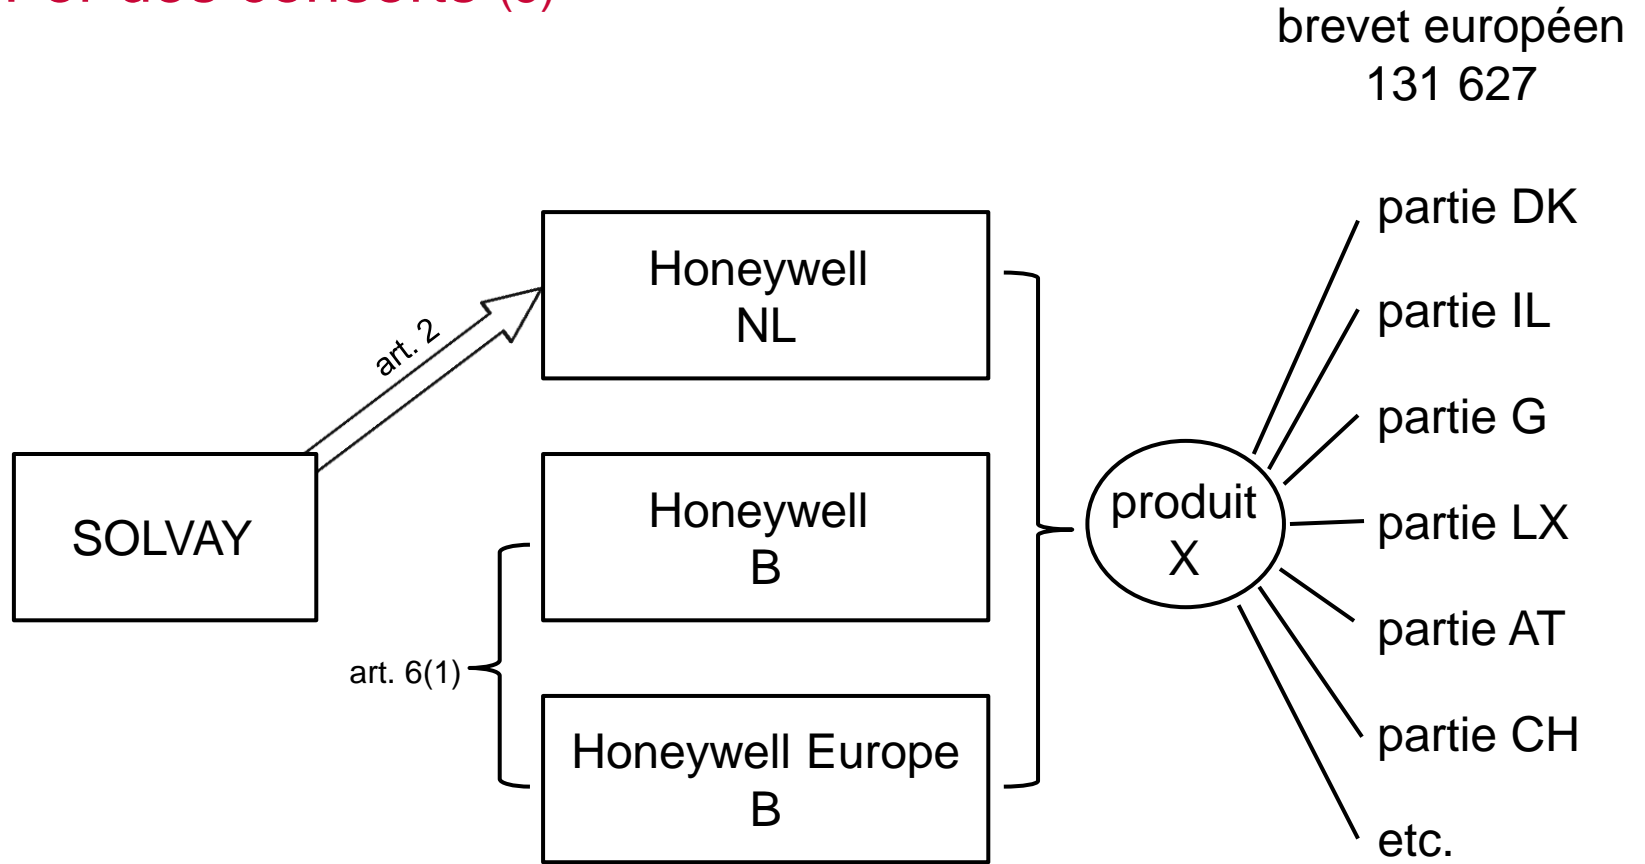 brevet européen
131 627
partie DK
Honeywell
NL
partie IL
art. 2
partie G
SOLVAY
Honeywell
B
produit
X
partie LX
art. 6(1)
partie AT
Honeywell Europe
B
partie CH
etc.